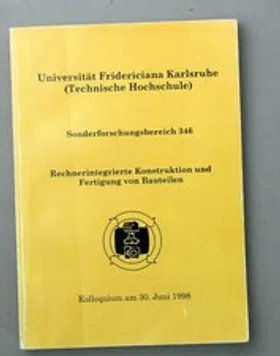 Universität Fridericiana Karlsruhe
(Technische Hochschule)
Sonderforschungsbereich 346
Rechnerintegrierte Konstruktion und
Fertigung von Bauteilen
Kolloquium am 30. Juni 1998